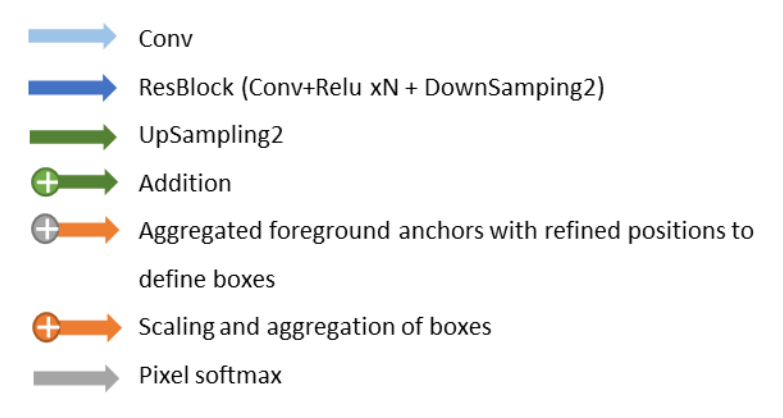 Conv
ResBlock (Conv+Relu xN + DownSamping2)
UpSampling2
Addition
Aggregated foreground anchors with refined positions to
define boxes
Scaling and aggregation of boxes
Pixel softmax